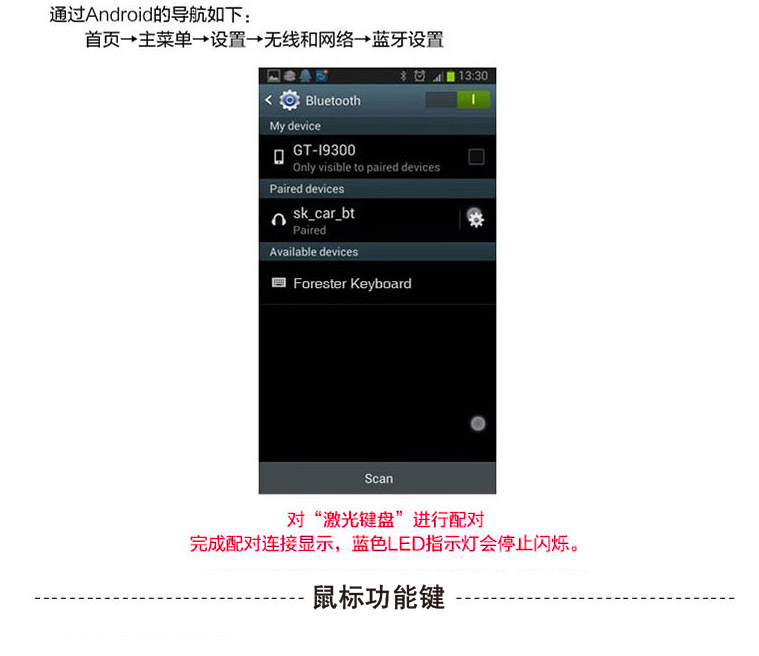 通过Android的导航如下：
首页→主菜单→设置→无线和网络→蓝牙设置
13:30
Bluetooth
My device
GT-I9300
Only visible to paired devices
Paired devices
sk_car_bt
Paired
Available devices
Forester Keyboard
Scan
对“激光键盘”进行配对
完成配对连接显示，蓝色LED指示灯会停止闪烁。
鼠标功能键